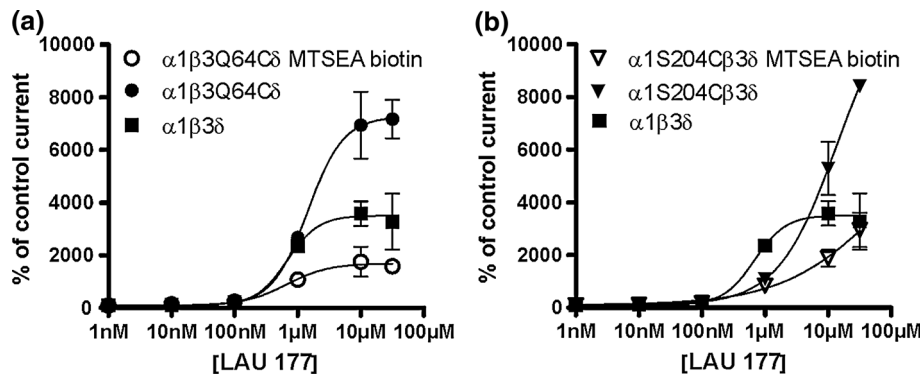 (a)
10000
8000
6000
4000
2000
0
% of control current
α1β3Q64Cδ MTSEA biotin
α1β3Q64Cδ
α1β3δ
1nM 10nM 100nM 1μM 10μM 100μM
[LAU 177]
(b)
10000
8000
6000
4000
2000
0
% of control current
α1S204Cβ3δ MTSEA biotin
α1S204Cβ3δ
α1β3δ
1nM 10nM 100nM 1μM 10μM 100μM
[LAU 177]